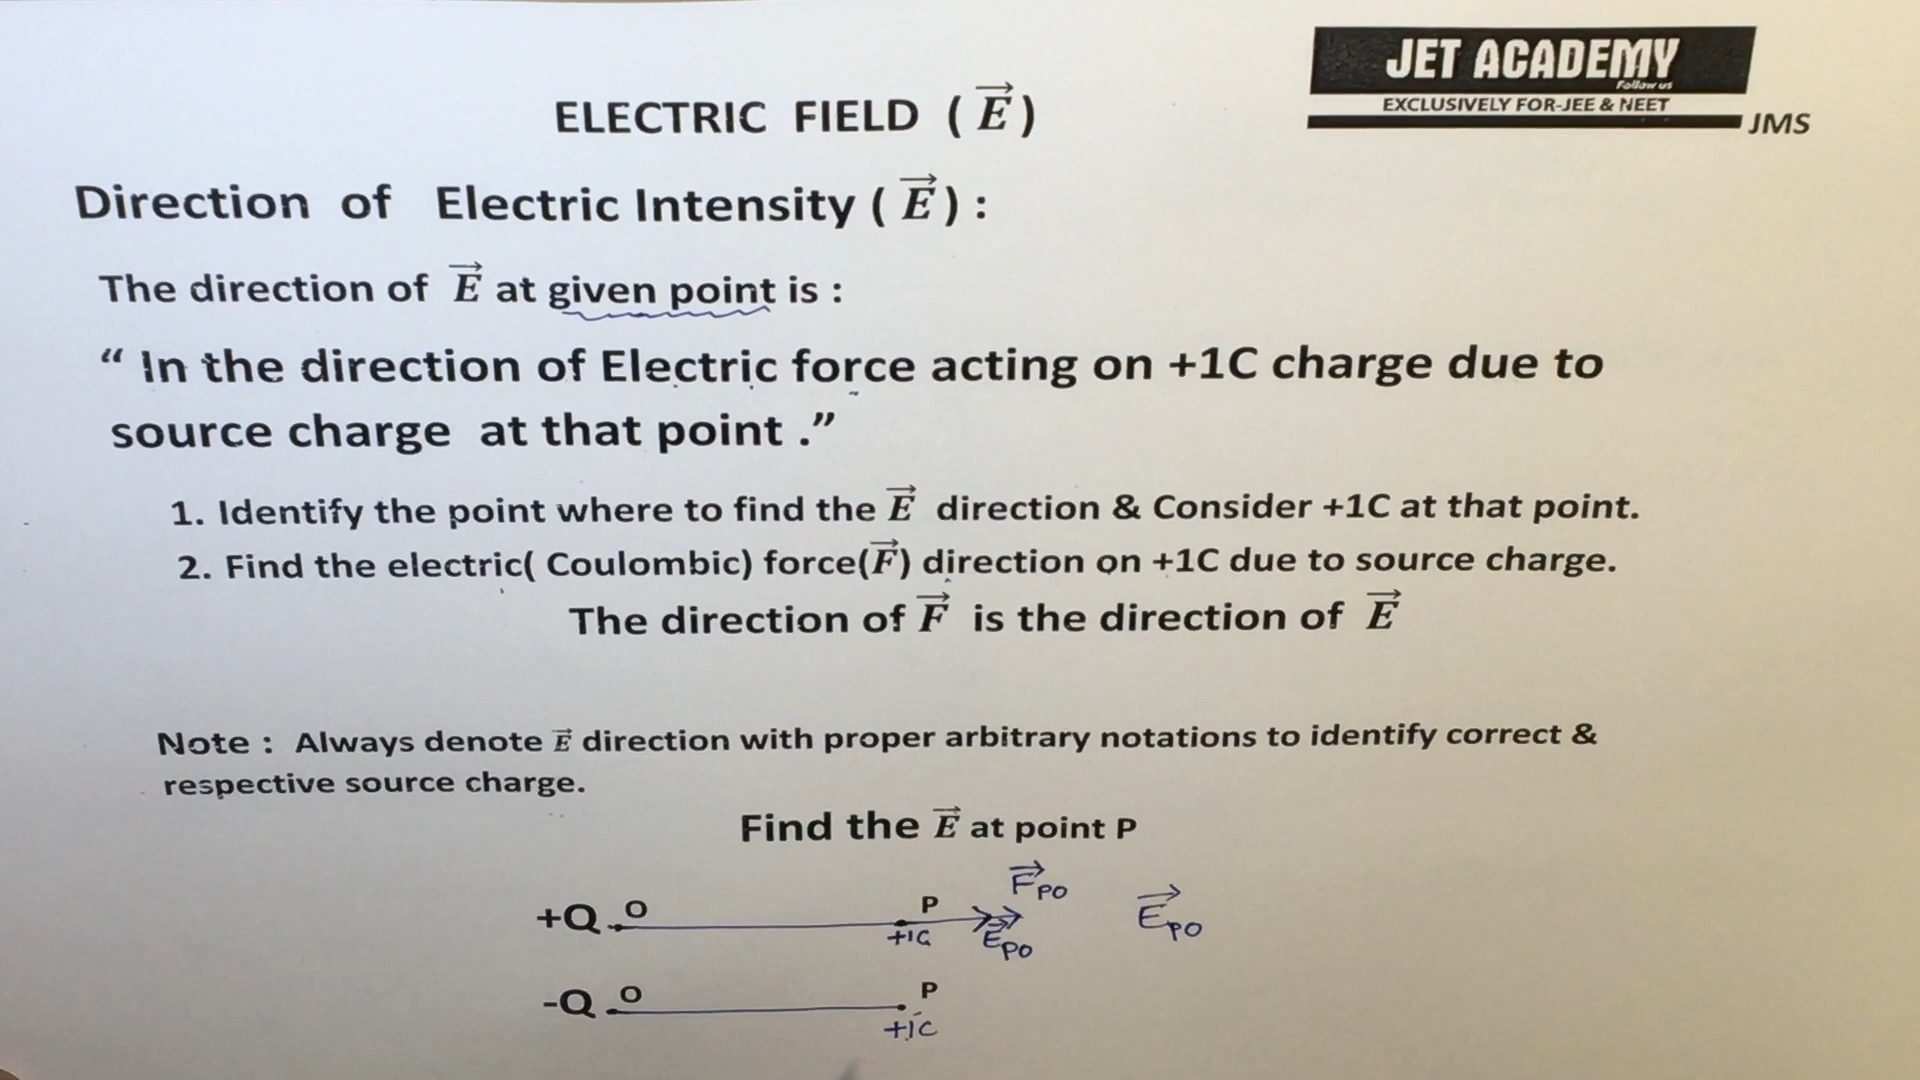 JET ACADEMY
Follow us
EXCLUSIVELY FOR-JEE & NEET
JMS
ELECTRIC FIELD ( E⃗ )
Direction of Electric Intensity ( E⃗ ) :
The direction of E⃗ at given point is :
“ In the direction of Electric force acting on +1C charge due to
source charge at that point .”
1. Identify the point where to find the E⃗ direction & Consider +1C at that point.
2. Find the electric( Coulombic) force(F⃗) direction on +1C due to source charge.
The direction of F⃗ is the direction of E⃗
Note : Always denote E⃗ direction with proper arbitrary notations to identify correct &
respective source charge.
Find the E⃗ at point P
F⃗PO
+Q O P E⃗PO
+1C EPO
-Q O P
+1C